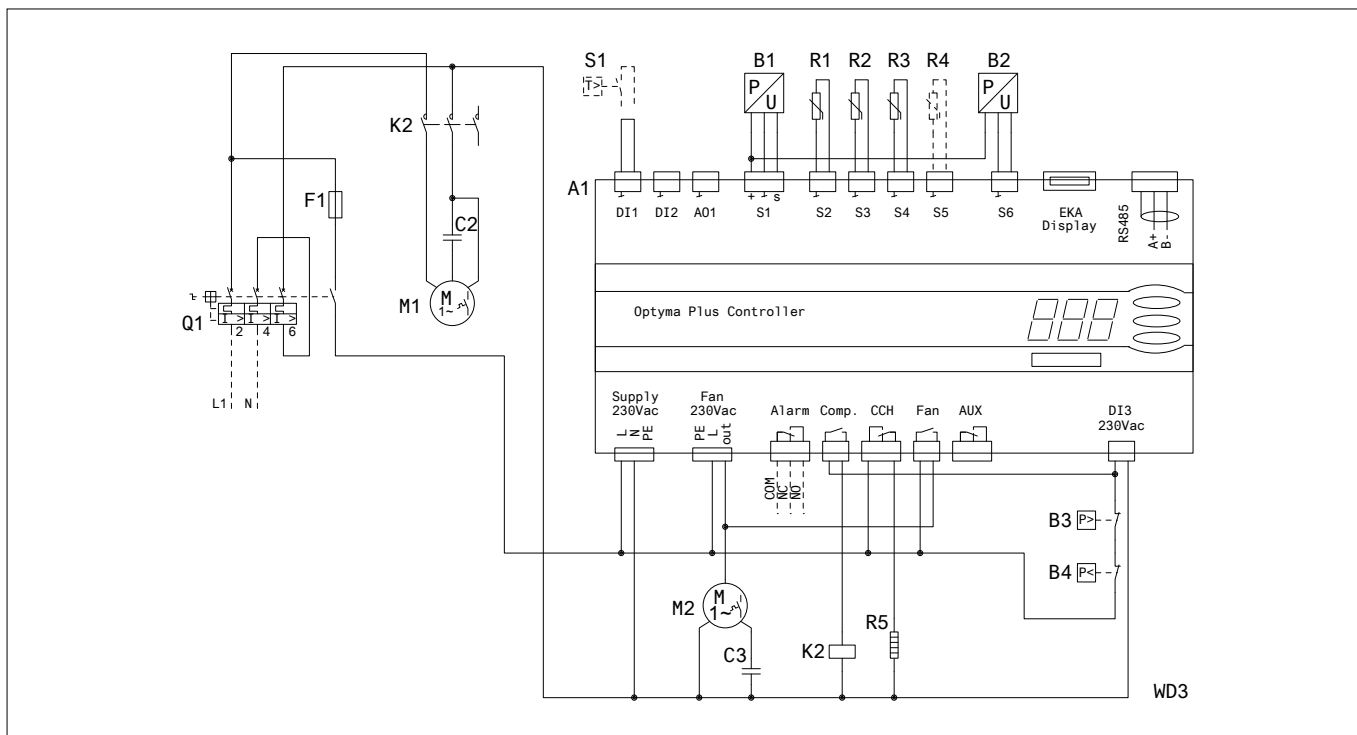 S1
B1
R1
R2
R3
R4
B2
T>
P
U
P
U
K2
A1
F1
C2
+
s
DI1
DI2
AO1
S1
S2
S3
S4
S5
S6
EKA
Display
RS485
A+
B-
M1
M
1~
Q1
I >
I >
I >
2
4
6
Optyma Plus Controller
L1
N
Supply
230Vac
Fan
230Vac
Alarm
Comp.
CCH
Fan
AUX
DI3
230Vac
L
N
PE
PE
L
out
COM
NC
NO
B3
P>
B4
P<
M2
M
1~
R5
C3
K2
WD3